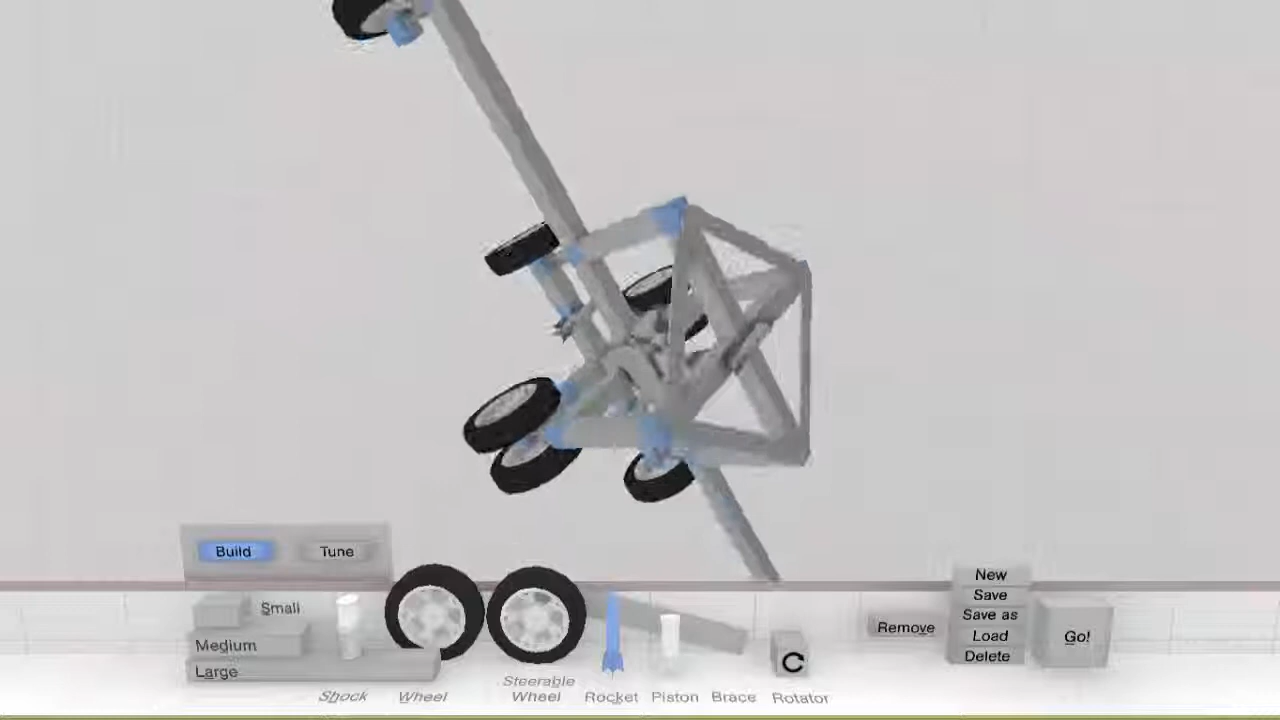 Build
Tune
Small
Medium
Large
Shock
Wheel
Steerable
Wheel
Rocket
Piston
Brace
Rotator
C
Remove
New
Save
Save as
Load
Delete
Go!